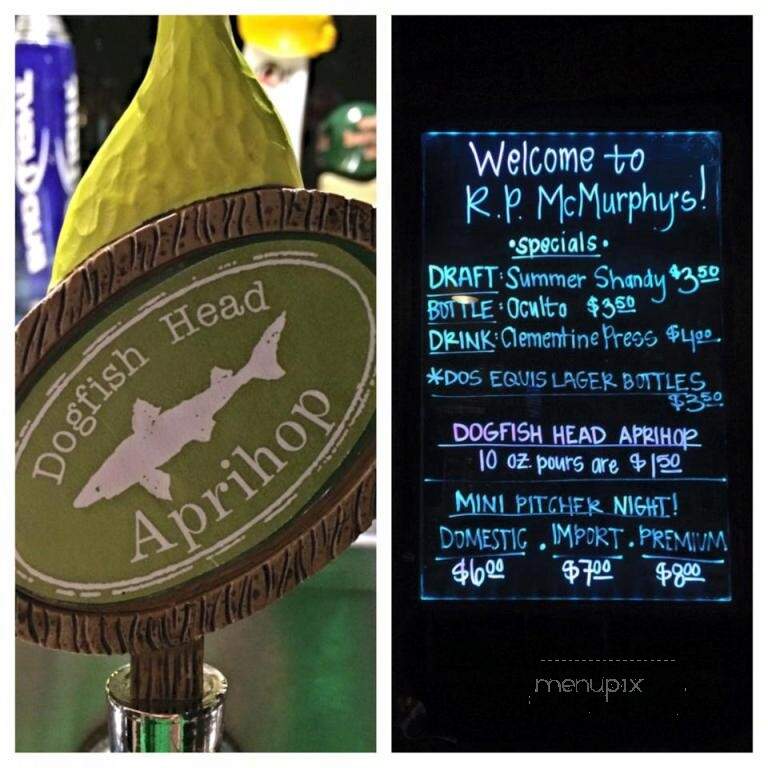 TWISTED
Dogfish Head
Aprihop
Welcome to
R.P. McMurphy's!
•specials•
DRAFT: Summer Shandy $3.50
BOTTLE: Oculto $3.50
DRINK: Clementine Press $4.00
*DOS EQUIS LAGER BOTTLES
$3.50
DOGFISH HEAD APRIHOP
10 oz. pours are $1.50
MINI PITCHER NIGHT!
DOMESTIC . IMPORT . PREMIUM
$6.00 $7.00 $8.00
menupix